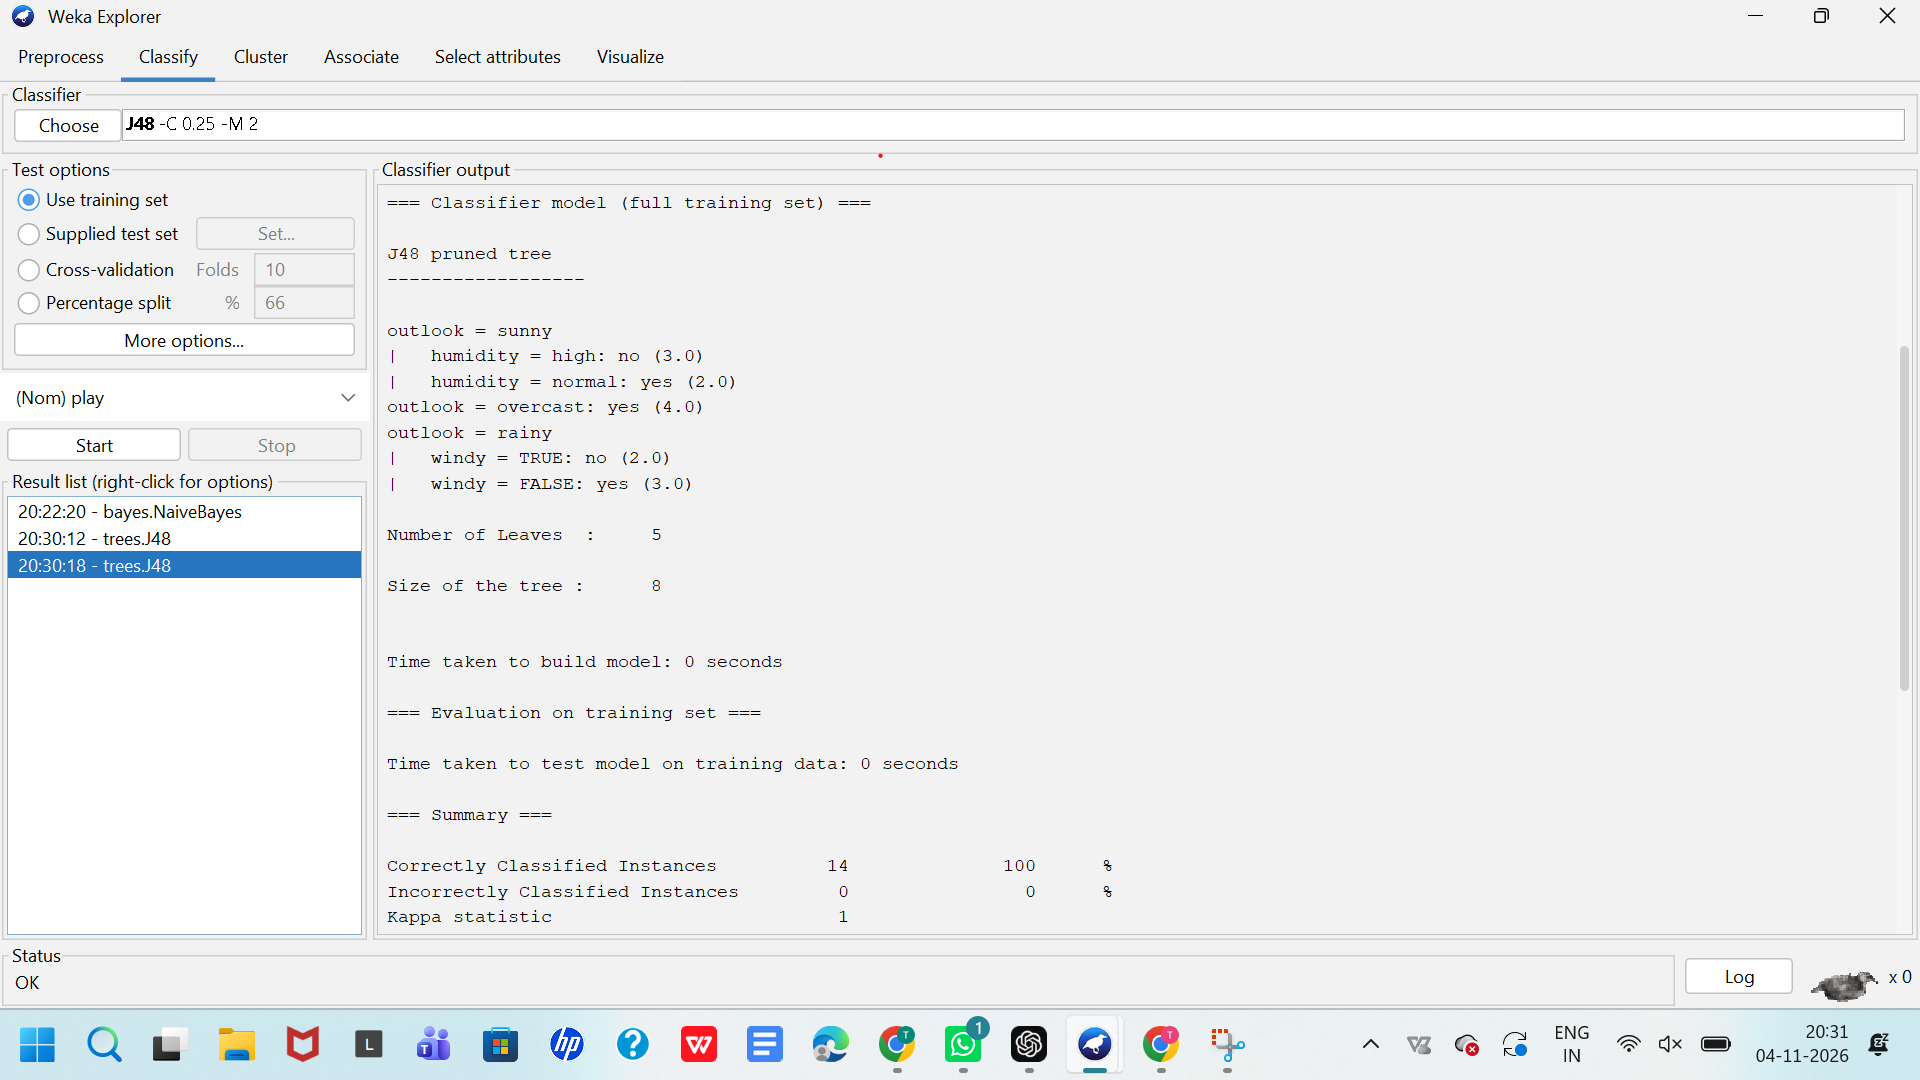 Weka Explorer
Preprocess Classify Cluster Associate Select attributes Visualize
Classifier
Choose J48 -C 0.25 -M 2
Test options
Use training set
Supplied test set Set...
Cross-validation Folds 10
Percentage split % 66
More options...
(Nom) play
Start Stop
Result list (right-click for options)
20:22:20 - bayes.NaiveBayes
20:30:12 - trees.J48
20:30:18 - trees.J48
Classifier output
=== Classifier model (full training set) ===
J48 pruned tree
------------------
outlook = sunny
|   humidity = high: no (3.0)
|   humidity = normal: yes (2.0)
outlook = overcast: yes (4.0)
outlook = rainy
|   windy = TRUE: no (2.0)
|   windy = FALSE: yes (3.0)
Number of Leaves  :     5
Size of the tree :      8
Time taken to build model: 0 seconds
=== Evaluation on training set ===
Time taken to test model on training data: 0 seconds
=== Summary ===
Correctly Classified Instances          14              100      %
Incorrectly Classified Instances         0                0      %
Kappa statistic                          1
Status
OK
Log
x 0
L
T
hp
?
W
T
1
T
ENG
IN
20:31
04-11-2026